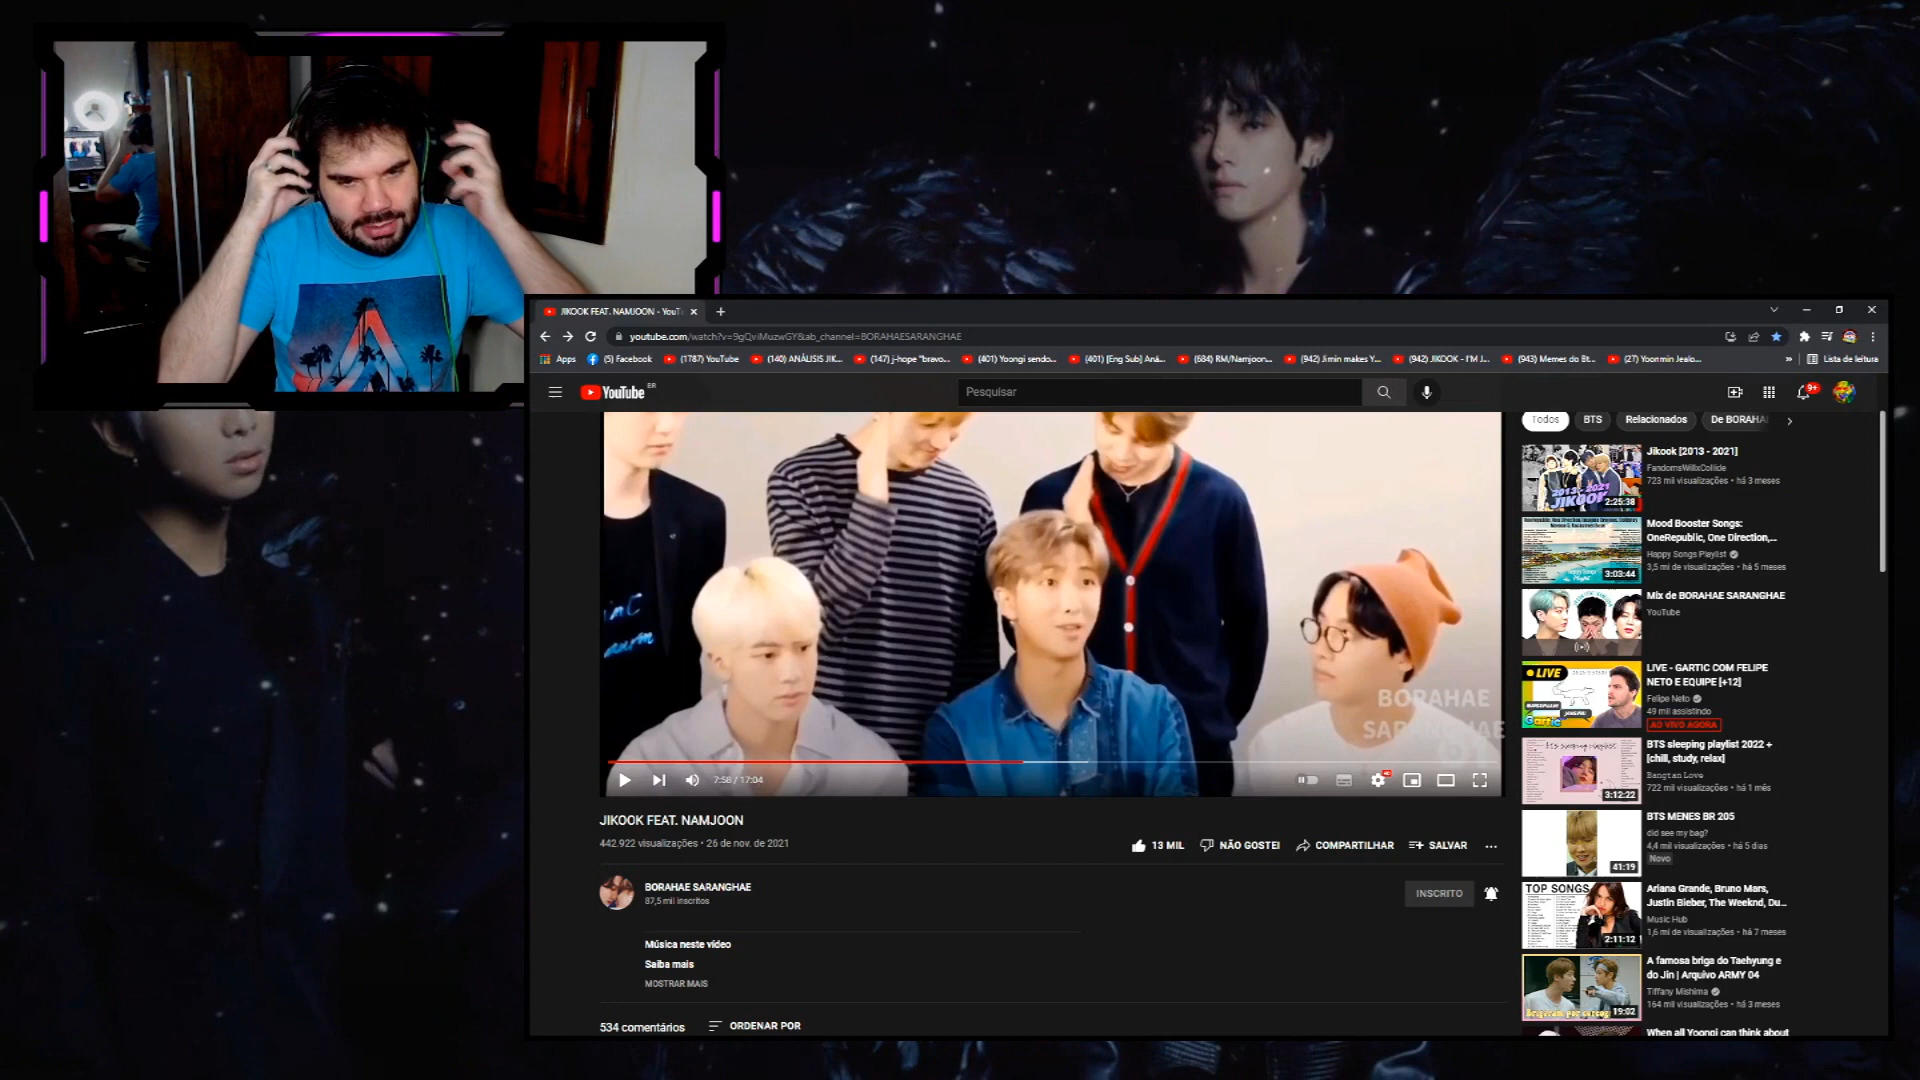 JIKOOK FEAT. NAMJOON - YouT
youtube.com/watch?v=9gQviMuzwGY&ab_channel=BORAHAESARANGHAE
Apps
(5) Facebook
(1787) YouTube
(140) ANÁLISIS JIK...
(147) j-hope "bravo...
(401) Yoongi sendo...
(401) [Eng Sub] Aná...
(684) RM/Namjoon...
(942) Jimin makes Y...
(942) JIKOOK - I'M J...
(943) Memes do Bt...
(27) Yoonmin Jealo...
»
Lista de leitura
YouTube BR
Pesquisar
9+
Todos
BTS
Relacionados
De BORAHA
BORAHAE
SARANGHAE
7:56 / 17:04
JIKOOK FEAT. NAMJOON
442.922 visualizações • 26 de nov. de 2021
13 MIL
NÃO GOSTEI
COMPARTILHAR
SALVAR
BORAHAE SARANGHAE
87,5 mil inscritos
INSCRITO
Música neste vídeo
Saiba mais
MOSTRAR MAIS
534 comentários
ORDENAR POR
2013 - 2021
JIKOOK
2:25:38
Jikook [2013 - 2021]
FandomsWillxCollide
723 mil visualizações • há 3 meses
3:03:44
Mood Booster Songs:
OneRepublic, One Direction,...
Happy Songs Playlist
3,5 mi de visualizações • há 5 meses
Mix de BORAHAE SARANGHAE
YouTube
LIVE
Gartic
LIVE - GARTIC COM FELIPE
NETO E EQUIPE [+12]
Felipe Neto
49 mil assistindo
AO VIVO AGORA
3:12:22
BTS sleeping playlist 2022 +
[chill, study, relax]
Bangtan Love
722 mil visualizações • há 1 mês
41:19
BTS MENES BR 205
did see my bag?
4,4 mil visualizações • há 5 dias
Novo
TOP SONGS
2:11:12
Ariana Grande, Bruno Mars,
Justin Bieber, The Weeknd, Du...
Music Hub
1,6 mi de visualizações • há 7 meses
19:02
A famosa briga do Taehyung e
do Jin | Arquivo ARMY 04
Tiffany Mishima
164 mil visualizações • há 3 meses
When all Yoongi can think about